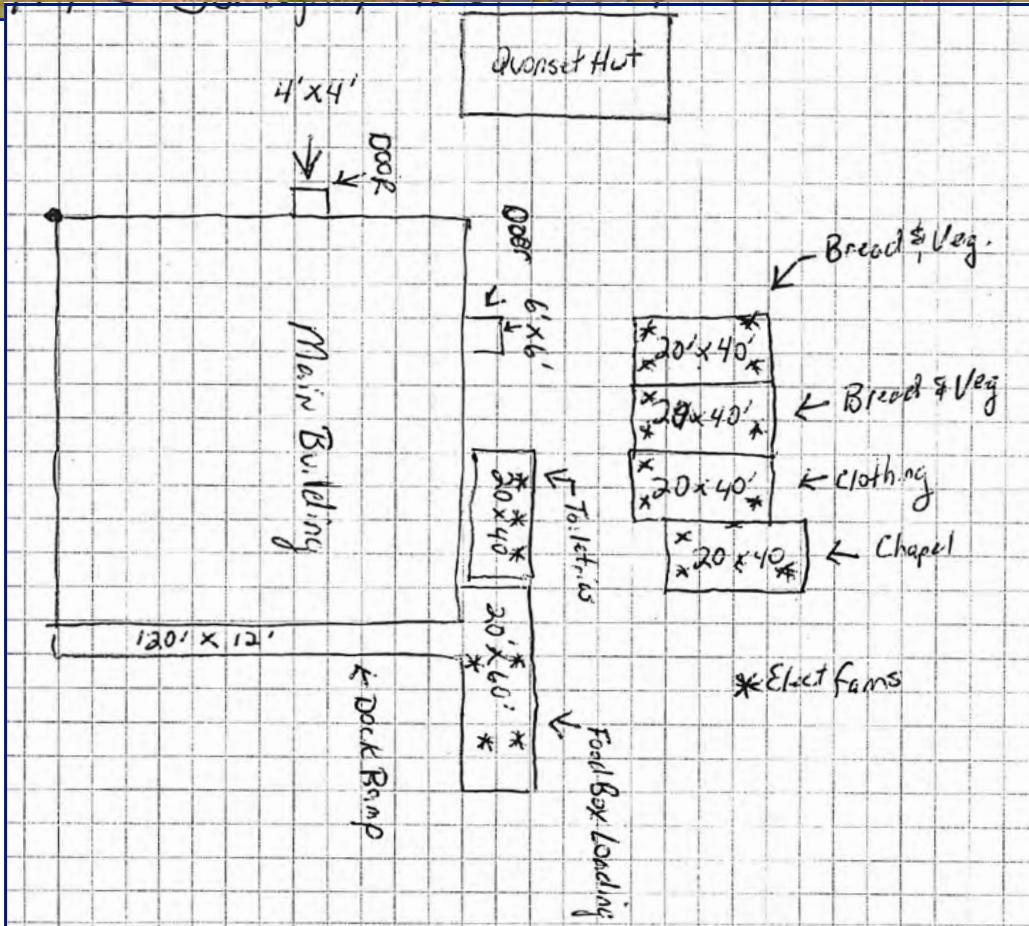 Quonset Hut
4'x4'
Door
Door
6'x6'
Bread & Veg.
20'x40'
Main Building
Bread & Veg
20x40'
Clothing
20x40'
20x40
Toiletries
Chapel
20x40
20'x60'
120' x 12'
* Elect fans
Dock Ramp
Food Box Loading